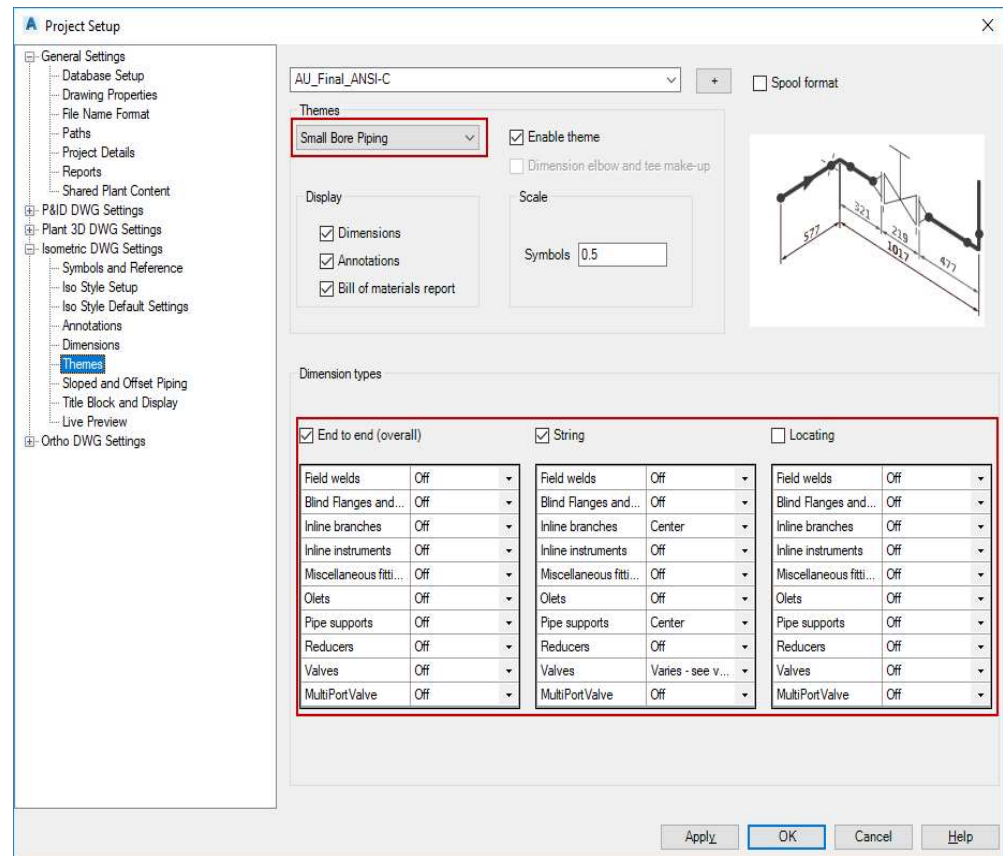 Project Setup
General Settings
Database Setup
Drawing Properties
File Name Format
Paths
Project Details
Reports
Shared Plant Content
P&ID DWG Settings
Plant 3D DWG Settings
Isometric DWG Settings
Symbols and Reference
Iso Style Setup
Iso Style Default Settings
Annotations
Dimensions
Themes
Sloped and Offset Piping
Title Block and Display
Live Preview
Ortho DWG Settings
AU_Final_ANSI-C + Spool format
Themes
Small Bore Piping
Enable theme
Dimension elbow and tee make-up
Display
Dimensions
Annotations
Bill of materials report
Scale
Symbols 0.5
577
321
219
1017
477
Dimension types
End to end (overall)
Field welds Off
Blind Flanges and... Off
Inline branches Off
Inline instruments Off
Miscellaneous fitti... Off
Olets Off
Pipe supports Off
Reducers Off
Valves Off
MultiPortValve Off
String
Field welds Off
Blind Flanges and... Off
Inline branches Center
Inline instruments Off
Miscellaneous fitti... Off
Olets Off
Pipe supports Center
Reducers Off
Valves Varies - see v...
MultiPortValve Off
Locating
Field welds Off
Blind Flanges and... Off
Inline branches Off
Inline instruments Off
Miscellaneous fitti... Off
Olets Off
Pipe supports Off
Reducers Off
Valves Off
MultiPortValve Off
Apply OK Cancel Help